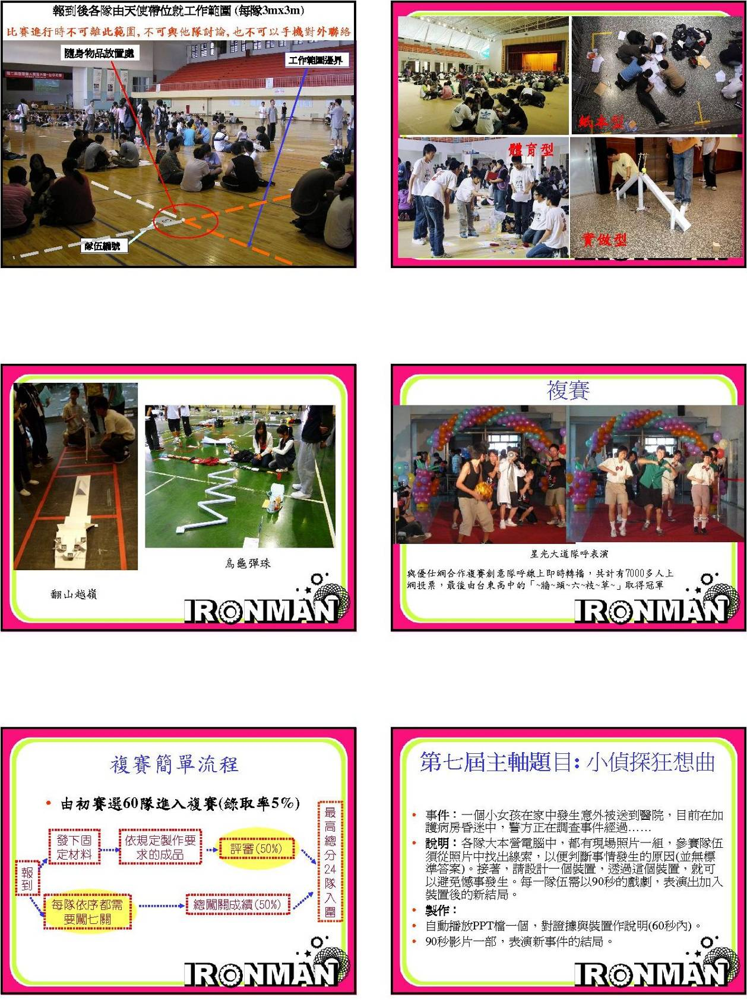 報到後各隊由天使帶位就工作範圍 (每隊3mx3m)
比賽進行時不可離此範圍, 不可與他隊討論, 也不可以手機對外聯絡
隨身物品放置處
工作範圍邊界
隊伍編號
紙本型
體育型
實做型
翻山越嶺
烏龜彈珠
IRONMAN
複賽
星光大道隊呼表演
與優仕網合作複賽創意隊呼線上即時轉播，共計有7000多人上
網投票，最後由台東高中的「~牆~頭~六~枝~草~」取得冠軍
IRONMAN
複賽簡單流程
• 由初賽選60隊進入複賽(錄取率5%)
報到
發下固
定材料
依規定製作要
求的成品
評審(50%)
每隊依序都需
要闖七關
總闖關成績(50%)
最高總分24隊入圍
IRONMAN
第七屆主軸題目: 小偵探狂想曲
• 事件：一個小女孩在家中發生意外被送到醫院，目前在加
護病房昏迷中，警方正在調查事件經過……
• 說明：各隊大本營電腦中，都有現場照片一組，參賽隊伍
須從照片中找出線索，以便判斷事情發生的原因(並無標
準答案)。接著，請設計一個裝置，透過這個裝置，就可
以避免憾事發生。每一隊伍需以90秒的戲劇，表演出加入
裝置後的新結局。
• 製作：
• 自動播放PPT檔一個，對證據與裝置作說明(60秒內)。
• 90秒影片一部，表演新事件的結局。
IRONMAN